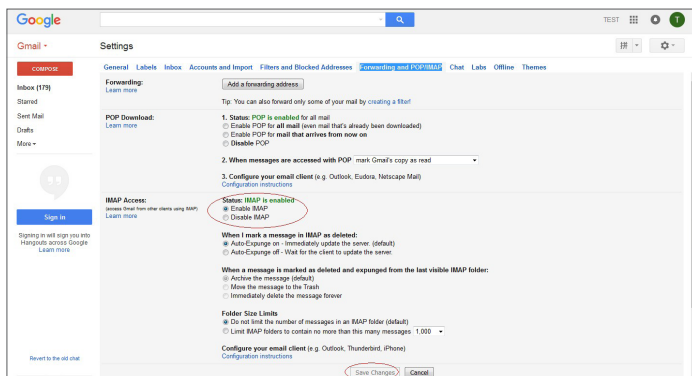 Google
TEST
T
Gmail
Settings
拼
COMPOSE
General Labels Inbox Accounts and Import Filters and Blocked Addresses Forwarding and POP/IMAP Chat Labs Offline Themes
Inbox (179)
Starred
Sent Mail
Drafts
More
Sign in
Signing in will sign you into
Hangouts across Google
Learn more
Revert to the old chat
Forwarding:
Learn more
Add a forwarding address
Tip: You can also forward only some of your mail by creating a filter!
POP Download:
Learn more
1. Status: POP is enabled for all mail
Enable POP for all mail (even mail that's already been downloaded)
Enable POP for mail that arrives from now on
Disable POP
2. When messages are accessed with POP mark Gmail's copy as read
3. Configure your email client (e.g. Outlook, Eudora, Netscape Mail)
Configuration instructions
IMAP Access:
(access Gmail from other clients using IMAP)
Learn more
Status: IMAP is enabled
Enable IMAP
Disable IMAP
When I mark a message in IMAP as deleted:
Auto-Expunge on - Immediately update the server. (default)
Auto-Expunge off - Wait for the client to update the server.
When a message is marked as deleted and expunged from the last visible IMAP folder:
Archive the message (default)
Move the message to the Trash
Immediately delete the message forever
Folder Size Limits
Do not limit the number of messages in an IMAP folder (default)
Limit IMAP folders to contain no more than this many messages 1,000
Configure your email client (e.g. Outlook, Thunderbird, iPhone)
Configuration instructions
Save Changes Cancel